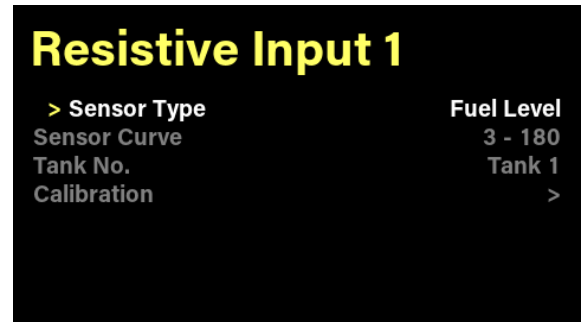 Resistive Input 1
> Sensor Type Fuel Level
Sensor Curve 3 - 180
Tank No. Tank 1
Calibration >